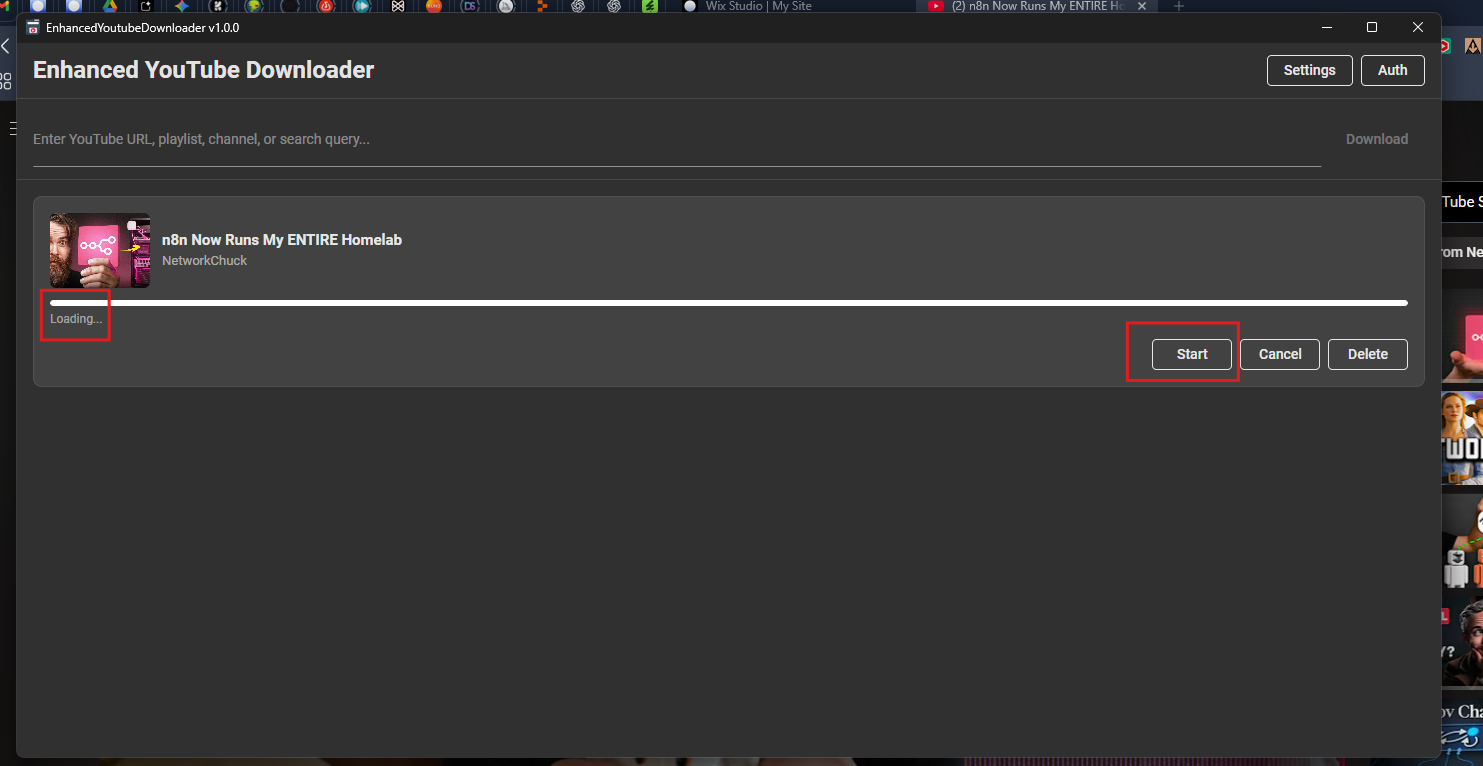 Wix Studio | My Site
(2) n8n Now Runs My ENTIRE Ho
EnhancedYoutubeDownloader v1.0.0
Enhanced YouTube Downloader
Settings
Auth
Enter YouTube URL, playlist, channel, or search query...
Download
Tube S
n8n Now Runs My ENTIRE Homelab
NetworkChuck
rom Ne
Loading...
Start
Cancel
Delete
TWO
Y?
ov Cha